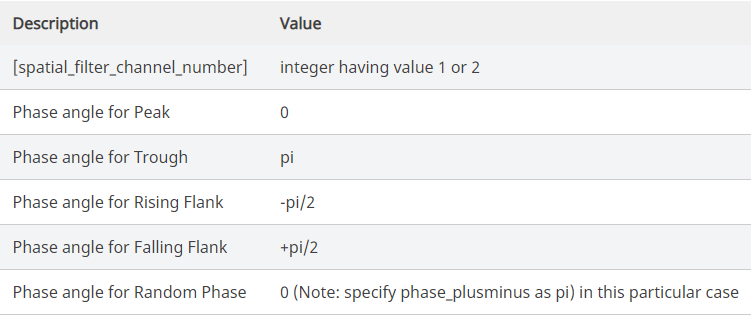 Description Value
[spatial_filter_channel_number] integer having value 1 or 2
Phase angle for Peak 0
Phase angle for Trough pi
Phase angle for Rising Flank -pi/2
Phase angle for Falling Flank +pi/2
Phase angle for Random Phase 0 (Note: specify phase_plusminus as pi) in this particular case